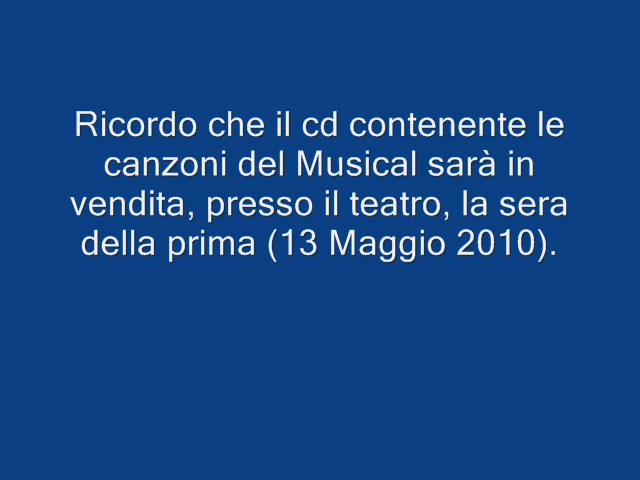 Ricordo che il cd contenente le
canzoni del Musical sarà in
vendita, presso il teatro, la sera
della prima (13 Maggio 2010).